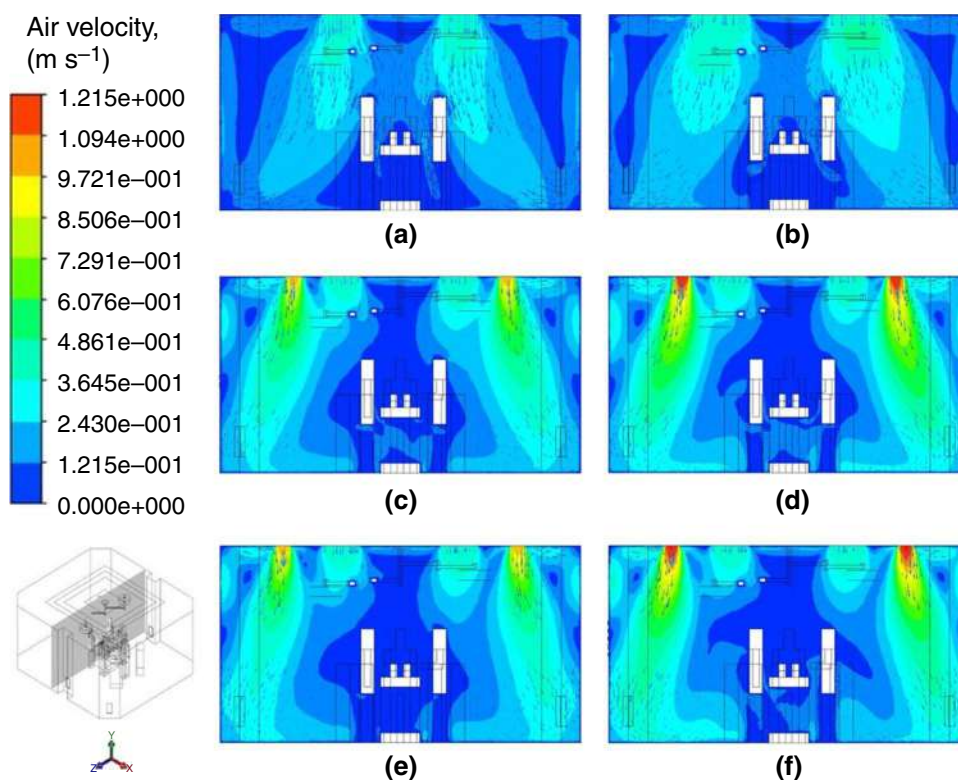 Air velocity,
(m s–1)
1.215e+000
1.094e+000
9.721e–001
8.506e–001
7.291e–001
6.076e–001
4.861e–001
3.645e–001
2.430e–001
1.215e–001
0.000e+000
(a)
(b)
(c)
(d)
Y
Z
X
(e)
(f)